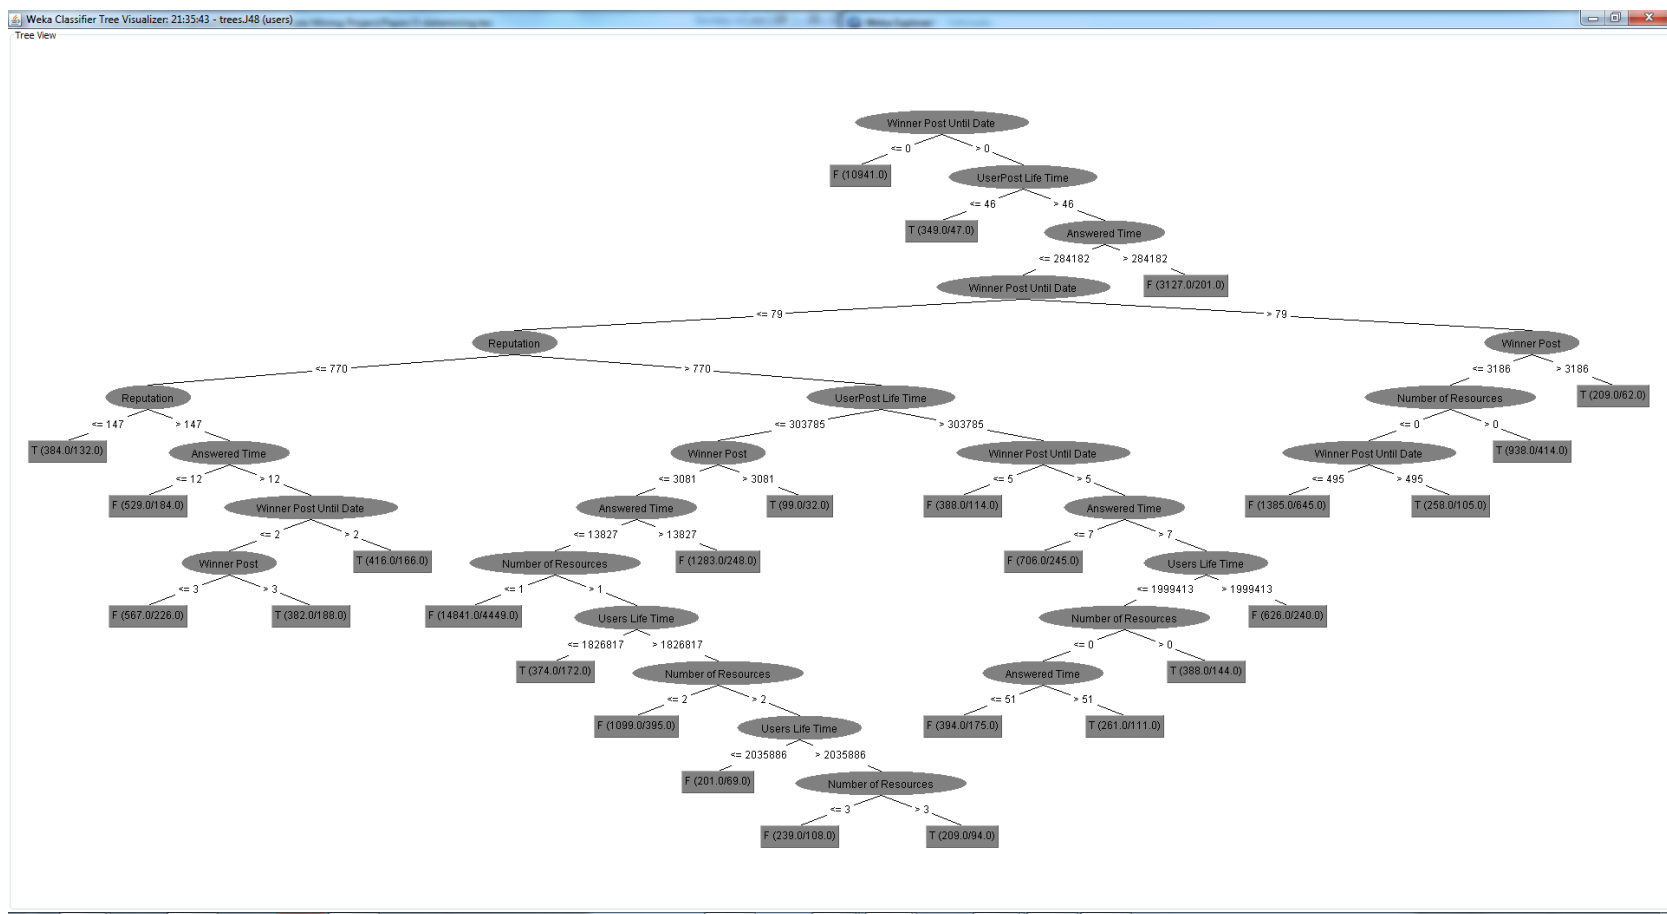 Weka Classifier Tree Visualizer: 21:35:43 - trees.J48 (users)
Tree View
Winner Post Until Date
<= 0 > 0
F (10941.0) UserPost Life Time
<= 46 > 46
T (349.0/47.0) Answered Time
<= 284182 > 284182
Winner Post Until Date F (3127.0/201.0)
<= 79 > 79
Reputation Winner Post
<= 770 > 770 <= 3186 > 3186
Reputation UserPost Life Time Number of Resources T (209.0/62.0)
<= 147 > 147 <= 303785 > 303785 <= 0 > 0
T (384.0/132.0) Answered Time Winner Post Winner Post Until Date Winner Post Until Date T (938.0/414.0)
<= 12 > 12 <= 3081 > 3081 <= 5 > 5 <= 495 > 495
F (529.0/184.0) Winner Post Until Date Answered Time T (99.0/32.0) F (388.0/114.0) Answered Time F (1385.0/645.0) T (258.0/105.0)
<= 2 > 2 <= 13827 > 13827 <= 7 > 7
Winner Post T (416.0/166.0) Number of Resources F (1283.0/248.0) F (706.0/245.0) Users Life Time
<= 3 > 3 <= 1 > 1 <= 1999413 > 1999413
F (567.0/226.0) T (382.0/188.0) F (14841.0/4449.0) Users Life Time Number of Resources F (626.0/240.0)
<= 1826817 > 1826817 <= 0 > 0
T (374.0/172.0) Number of Resources Answered Time T (388.0/144.0)
<= 2 > 2 <= 51 > 51
F (1099.0/395.0) Users Life Time F (394.0/175.0) T (261.0/111.0)
<= 2035886 > 2035886
F (201.0/69.0) Number of Resources
<= 3 > 3
F (239.0/108.0) T (209.0/94.0)